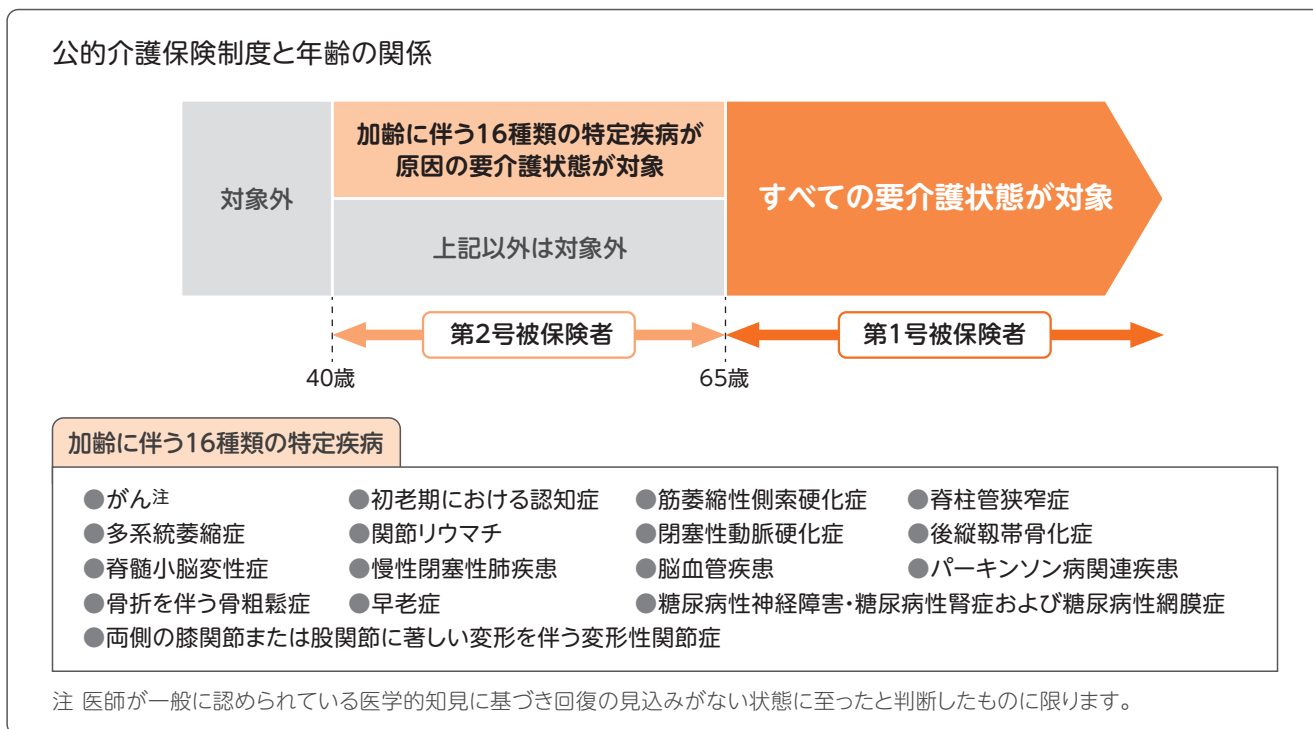 公的介護保険制度と年齢の関係
対象外
加齢に伴う16種類の特定疾病が
原因の要介護状態が対象
上記以外は対象外
すべての要介護状態が対象
第2号被保険者
第1号被保険者
40歳
65歳
加齢に伴う16種類の特定疾病
●がん注 ●初老期における認知症 ●筋萎縮性側索硬化症 ●脊柱管狭窄症
●多系統萎縮症 ●関節リウマチ ●閉塞性動脈硬化症 ●後縦靱帯骨化症
●脊髄小脳変性症 ●慢性閉塞性肺疾患 ●脳血管疾患 ●パーキンソン病関連疾患
●骨折を伴う骨粗鬆症 ●早老症 ●糖尿病性神経障害・糖尿病性腎症および糖尿病性網膜症
●両側の膝関節または股関節に著しい変形を伴う変形性関節症
注 医師が一般に認められている医学的知見に基づき回復の見込みがない状態に至ったと判断したものに限ります。